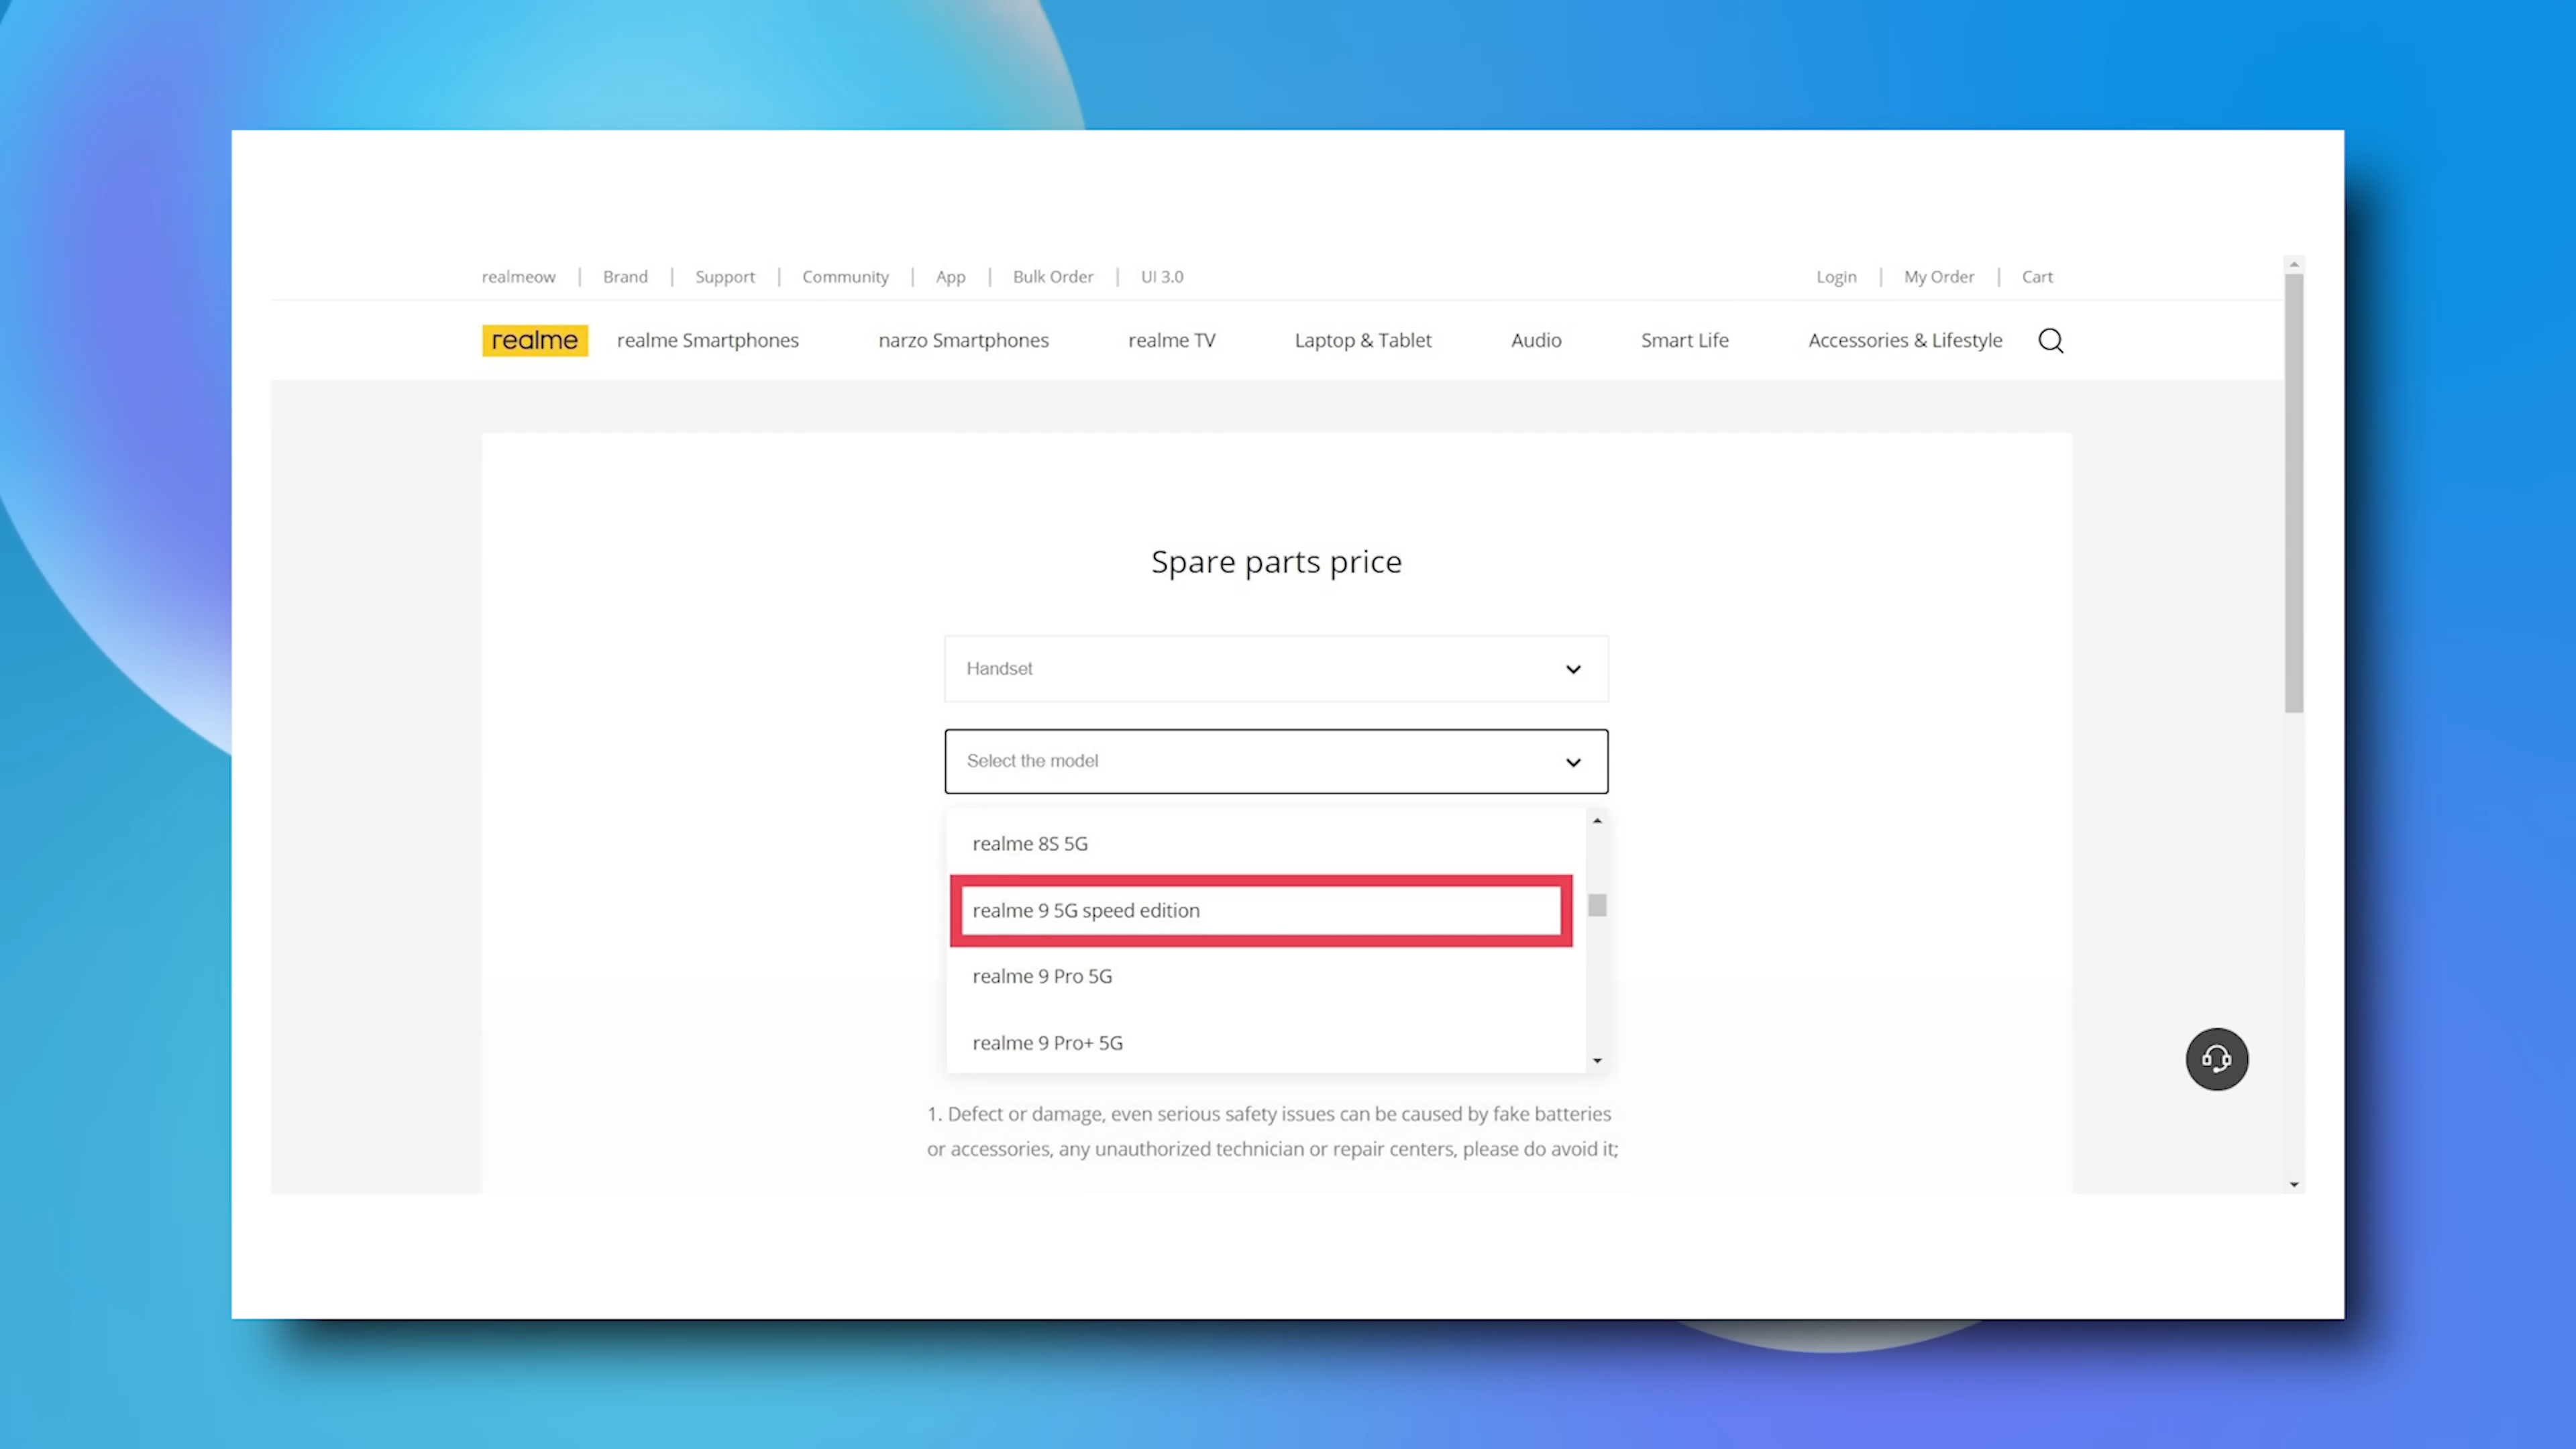 realmeow | Brand | Support | Community | App | Bulk Order | UI 3.0 Login | My Order | Cart
realme realme Smartphones narzo Smartphones realme TV Laptop & Tablet Audio Smart Life Accessories & Lifestyle
Spare parts price
Handset
Select the model
realme 8S 5G
realme 9 5G speed edition
realme 9 Pro 5G
realme 9 Pro+ 5G
1. Defect or damage, even serious safety issues can be caused by fake batteries
or accessories, any unauthorized technician or repair centers, please do avoid it;